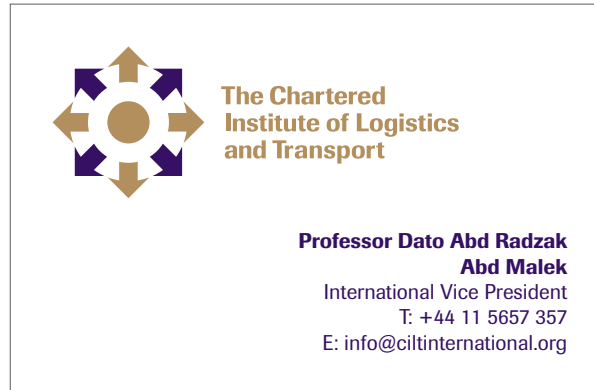 The Chartered
Institute of Logistics
and Transport
Professor Dato Abd Radzak
Abd Malek
International Vice President
T: +44 11 5657 357
E: info@ciltinternational.org